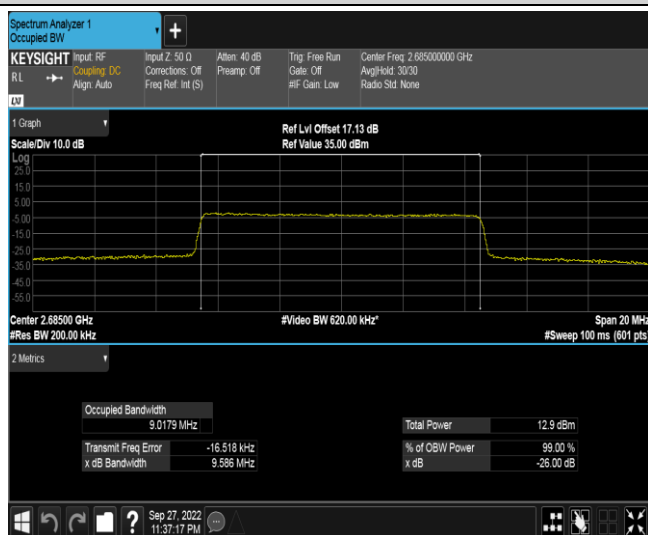 Spectrum Analyzer 1
Occupied BW
+
KEYSIGHT
R L
LXI
Input: RF
Coupling: DC
Align: Auto
Input Z: 50 Ω
Corrections: Off
Freq Ref: Int (S)
Atten: 40 dB
Preamp: Off
Trig: Free Run
Gate: Off
#IF Gain: Low
Center Freq: 2.685000000 GHz
Avg|Hold: 30/30
Radio Std: None
1 Graph
Scale/Div 10.0 dB
Ref Lvl Offset 17.13 dB
Ref Value 35.00 dBm
Log
25.0
15.0
5.00
-5.00
-15.0
-25.0
-35.0
-45.0
-55.0
Center 2.68500 GHz
#Res BW 200.00 kHz
#Video BW 620.00 kHz*
Span 20 MHz
#Sweep 100 ms (601 pts)
2 Metrics
Occupied Bandwidth
9.0179 MHz
Transmit Freq Error -16.518 kHz
x dB Bandwidth 9.586 MHz
Total Power 12.9 dBm
% of OBW Power 99.00 %
x dB -26.00 dB
?
Sep 27, 2022
11:37:17 PM